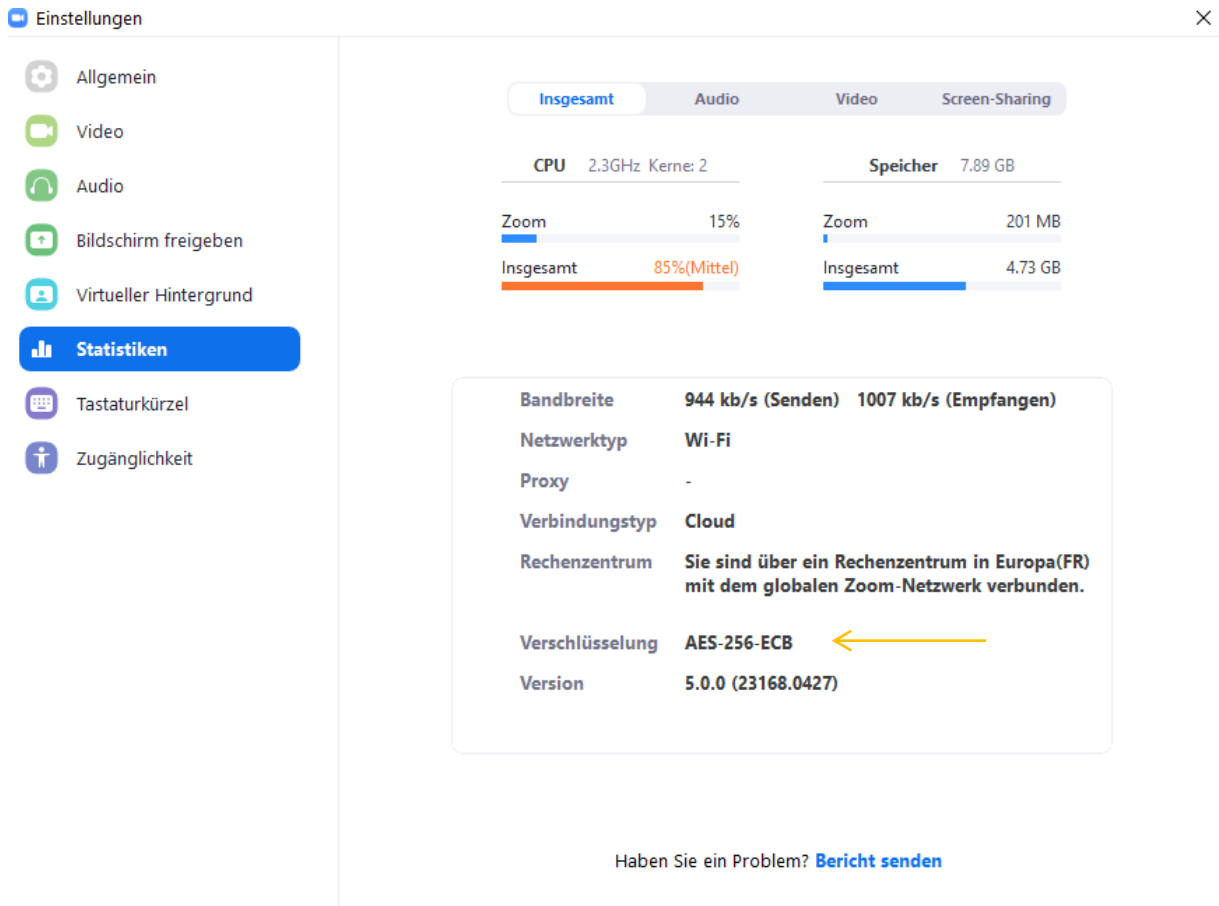 Einstellungen
Allgemein
Video
Audio
Bildschirm freigeben
Virtueller Hintergrund
Statistiken
Tastaturkürzel
Zugänglichkeit
Insgesamt Audio Video Screen-Sharing
CPU 2.3GHz Kerne: 2 Speicher 7.89 GB
Zoom 15% Zoom 201 MB
Insgesamt 85%(Mittel) Insgesamt 4.73 GB
Bandbreite 944 kb/s (Senden) 1007 kb/s (Empfangen)
Netzwerktyp Wi-Fi
Proxy -
Verbindungstyp Cloud
Rechenzentrum Sie sind über ein Rechenzentrum in Europa(FR)
mit dem globalen Zoom-Netzwerk verbunden.
Verschlüsselung AES-256-ECB
Version 5.0.0 (23168.0427)
Haben Sie ein Problem? Bericht senden